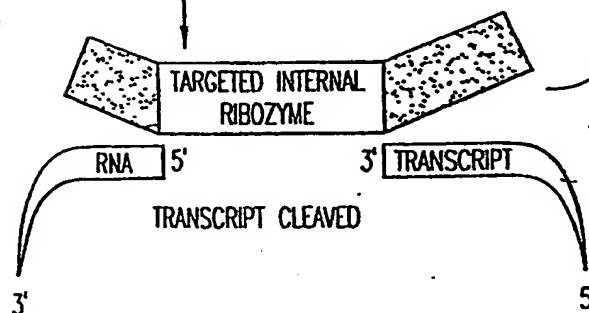 TARGETED INTERNAL
RIBOZYME
RNA 5' 3' TRANSCRIPT
TRANSCRIPT CLEAVED
3' 5